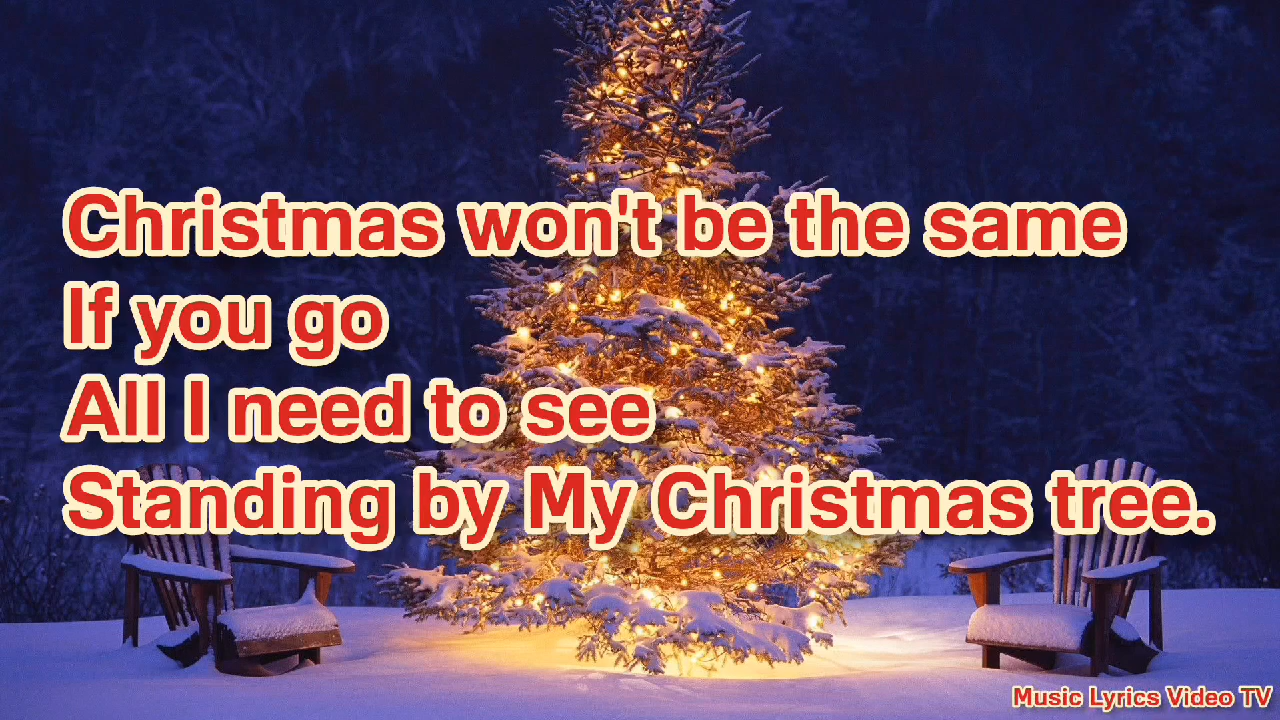 Christmas won't be the same
If you go
All I need to see
Standing by My Christmas tree.
Music Lyrics Video TV